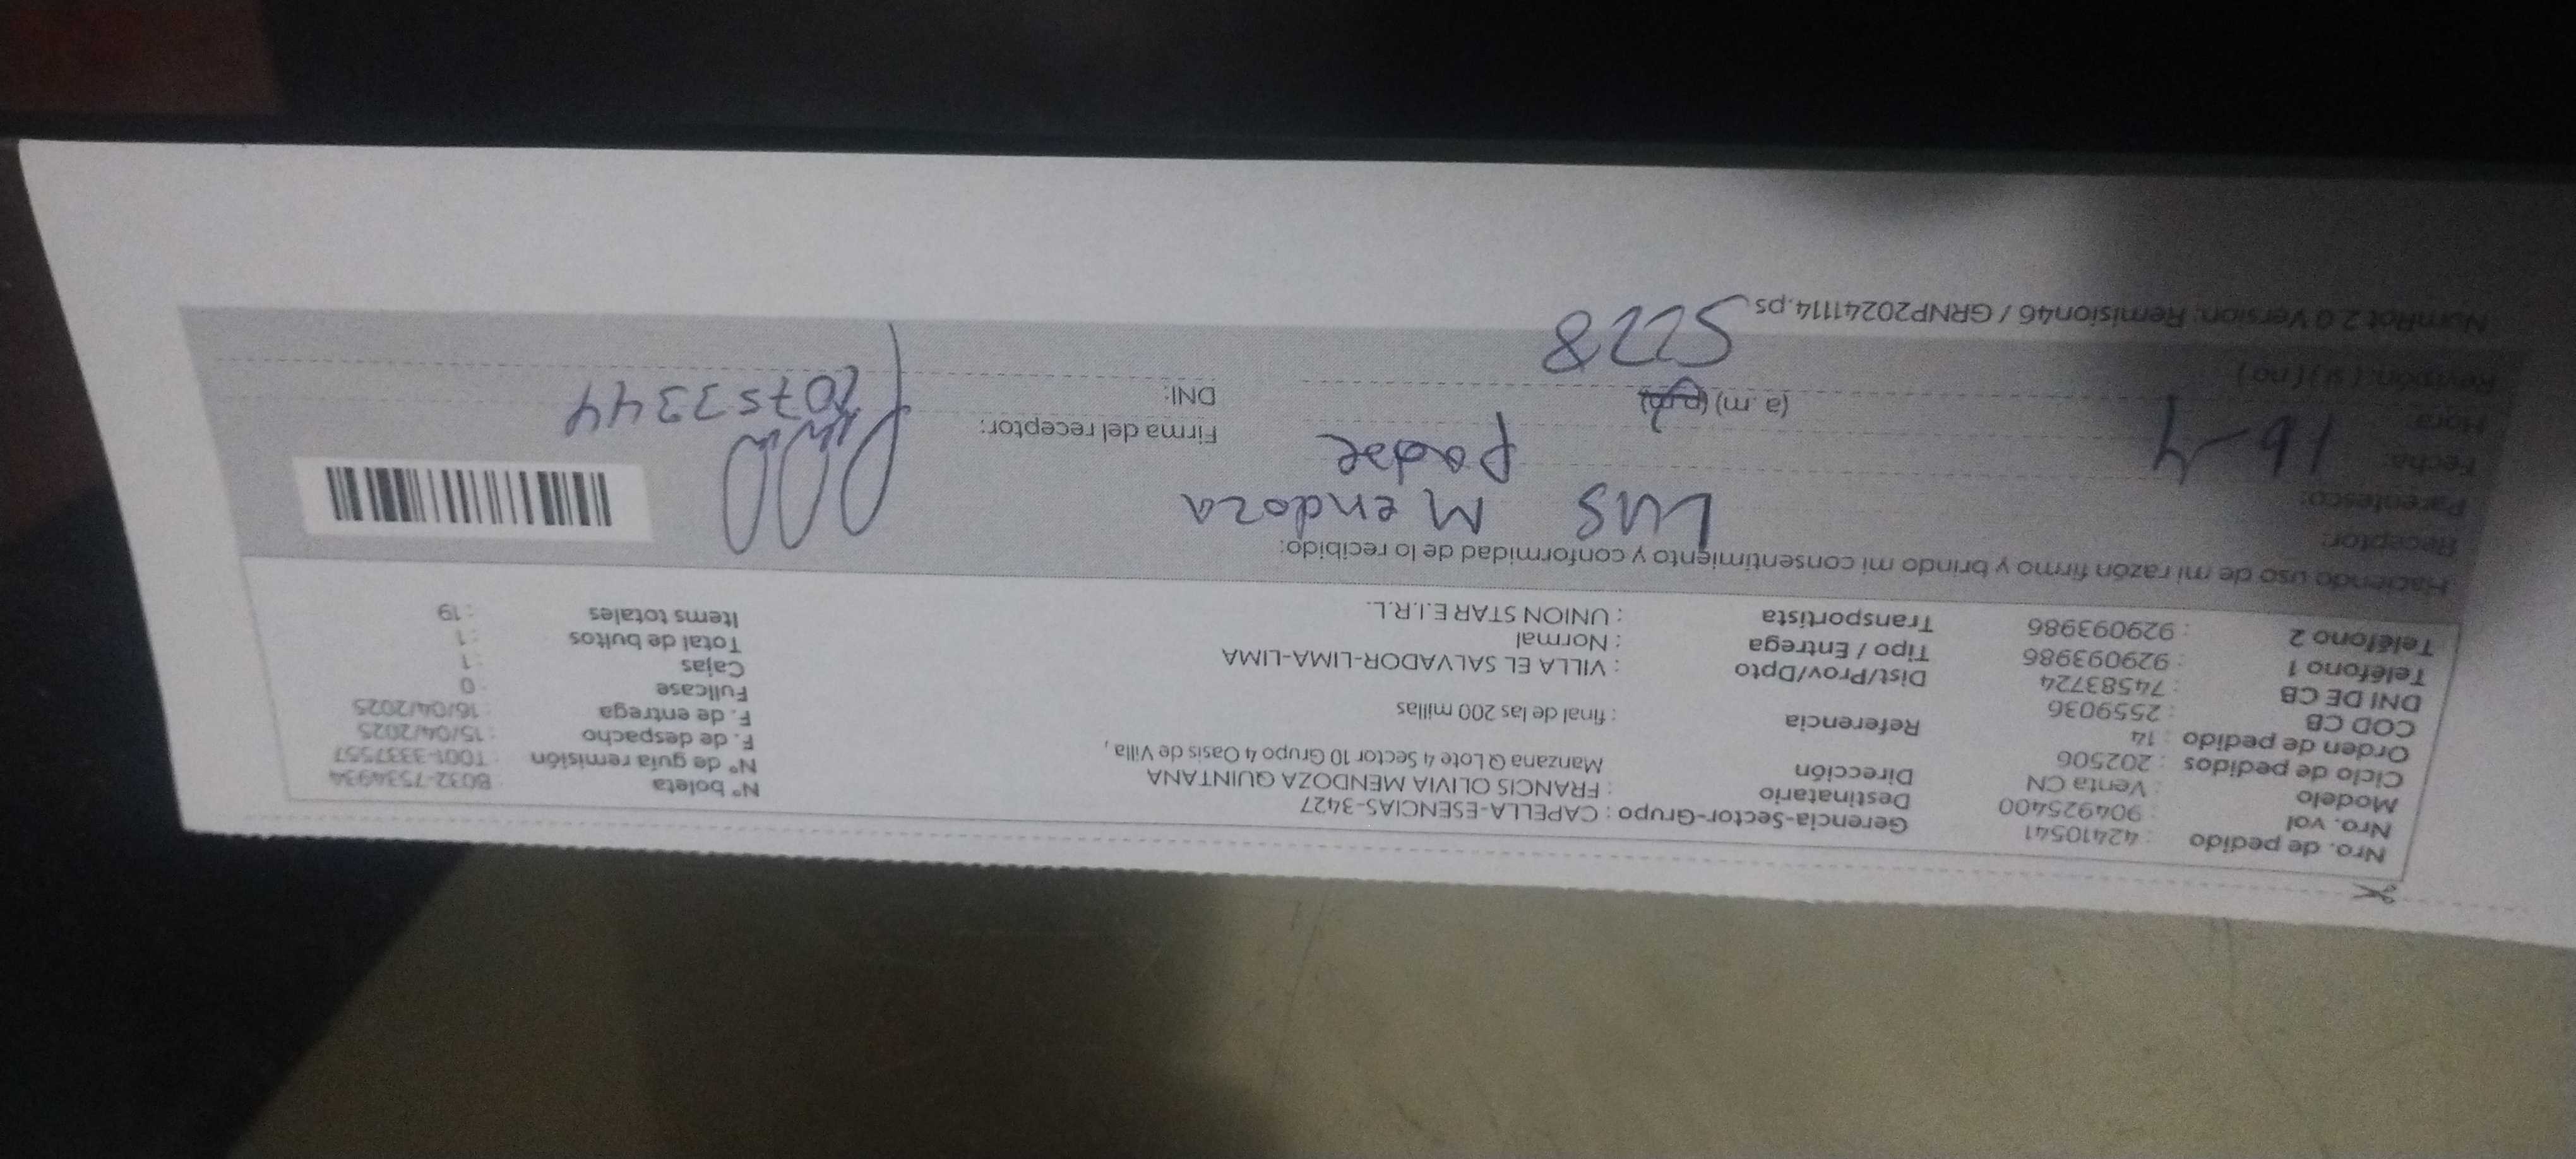 Nro. de pedido : 42410541 Gerencia-Sector-Grupo : CAPELLA-ESENCIAS-3427 N° boleta : B032-7534934
Nro. vol : 904925400 Destinatario : FRANCIS OLIVIA MENDOZA QUINTANA N° de guía remisión : T001-3337557
Modelo : Venta CN Dirección Manzana Q Lote 4 Sector 10 Grupo 4 Oasis de Villa , F. de despacho : 15/04/2025
Ciclo de pedidos : 202506 F. de entrega : 16/04/2025
Orden de pedido : 14 Referencia : final de las 200 millas Fullcase : 0
COD CB : 2559036 Cajas : 1
DNI DE CB : 74583724 Dist/Prov/Dpto : VILLA EL SALVADOR-LIMA-LIMA Total de bultos : 1
Teléfono 1 : 929093986 Tipo / Entrega : Normal Items totales : 19
Teléfono 2 : 929093986 Transportista : UNION STAR E.I.R.L.
Haciendo uso de mi razón firmo y brindo mi consentimiento y conformidad de lo recibido:
Receptor: Luis Mendoza
Parentesco: Padre
Fecha: 16-4 Firma del receptor:
Hora: (a.m) (p.m) DNI: 10753344
Revisión: ( si ) ( no ) 5228
NumRot 2.0 Version: Remision46 / GRNP20241114.ps